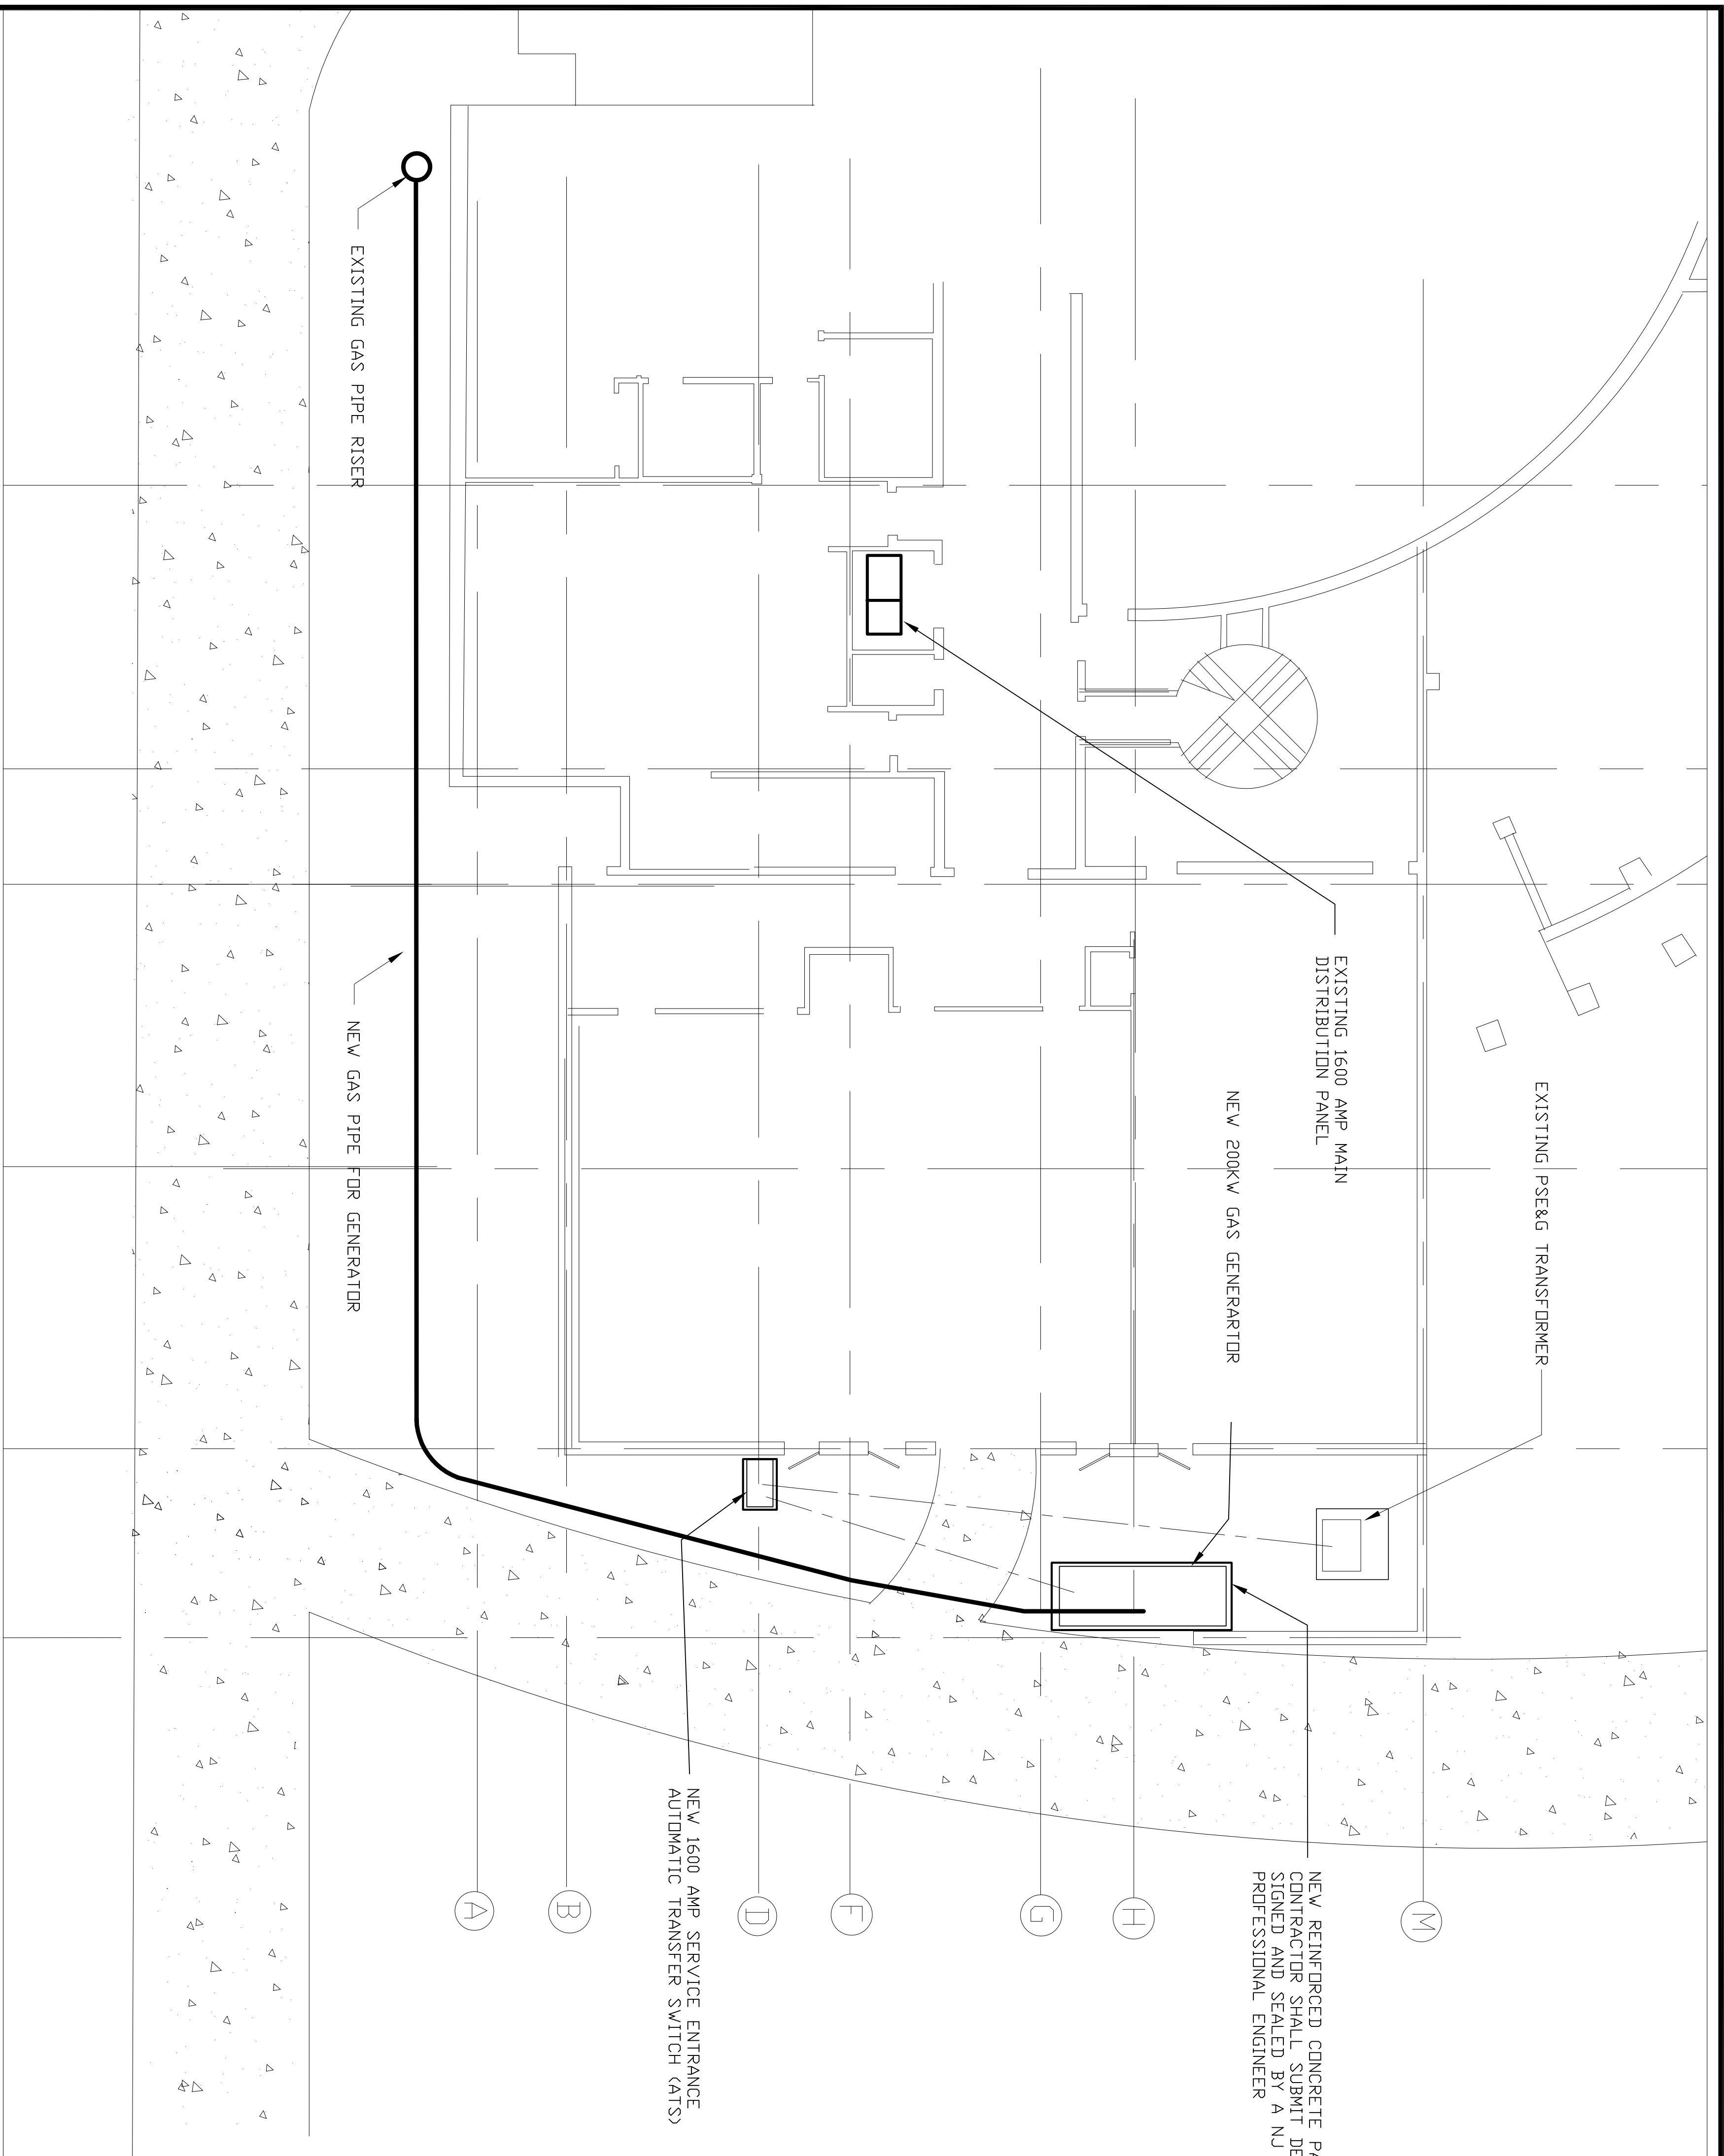 EXISTING PSE&G TRANSFORMER
EXISTING 1600 AMP MAIN
DISTRIBUTION PANEL
NEW 200KW GAS GENERARTOR
EXISTING GAS PIPE RISER
NEW GAS PIPE FOR GENERATOR
M
H
G
F
D
B
A
NEW REINFORCED CONCRETE
CONTRACTOR SHALL SUBMIT
SIGNED AND SEALED BY A NJ
PROFESSIONAL ENGINEER
NEW 1600 AMP SERVICE ENTRANCE
AUTOMATIC TRANSFER SWITCH (ATS)